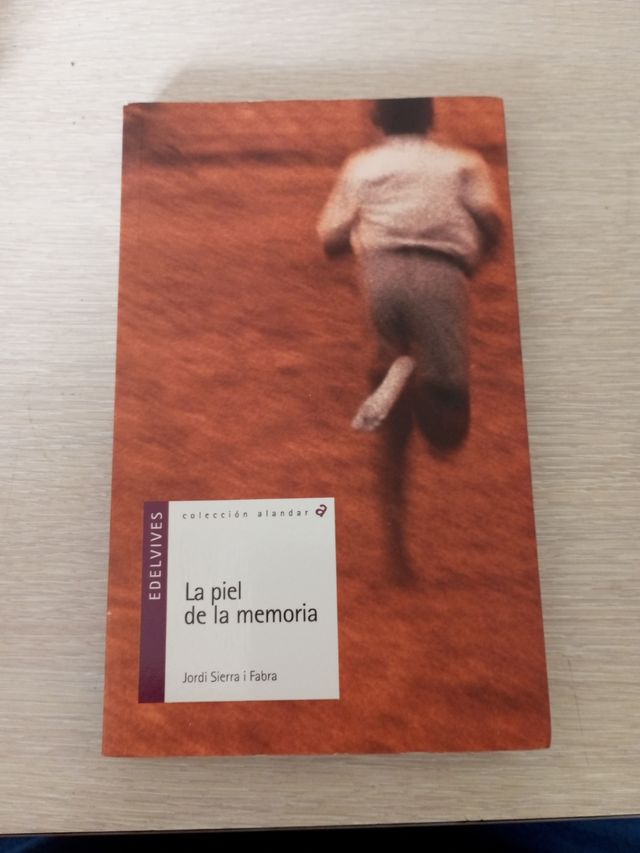 EDELVIVES
colección alandar a
La piel
de la memoria
Jordi Sierra i Fabra